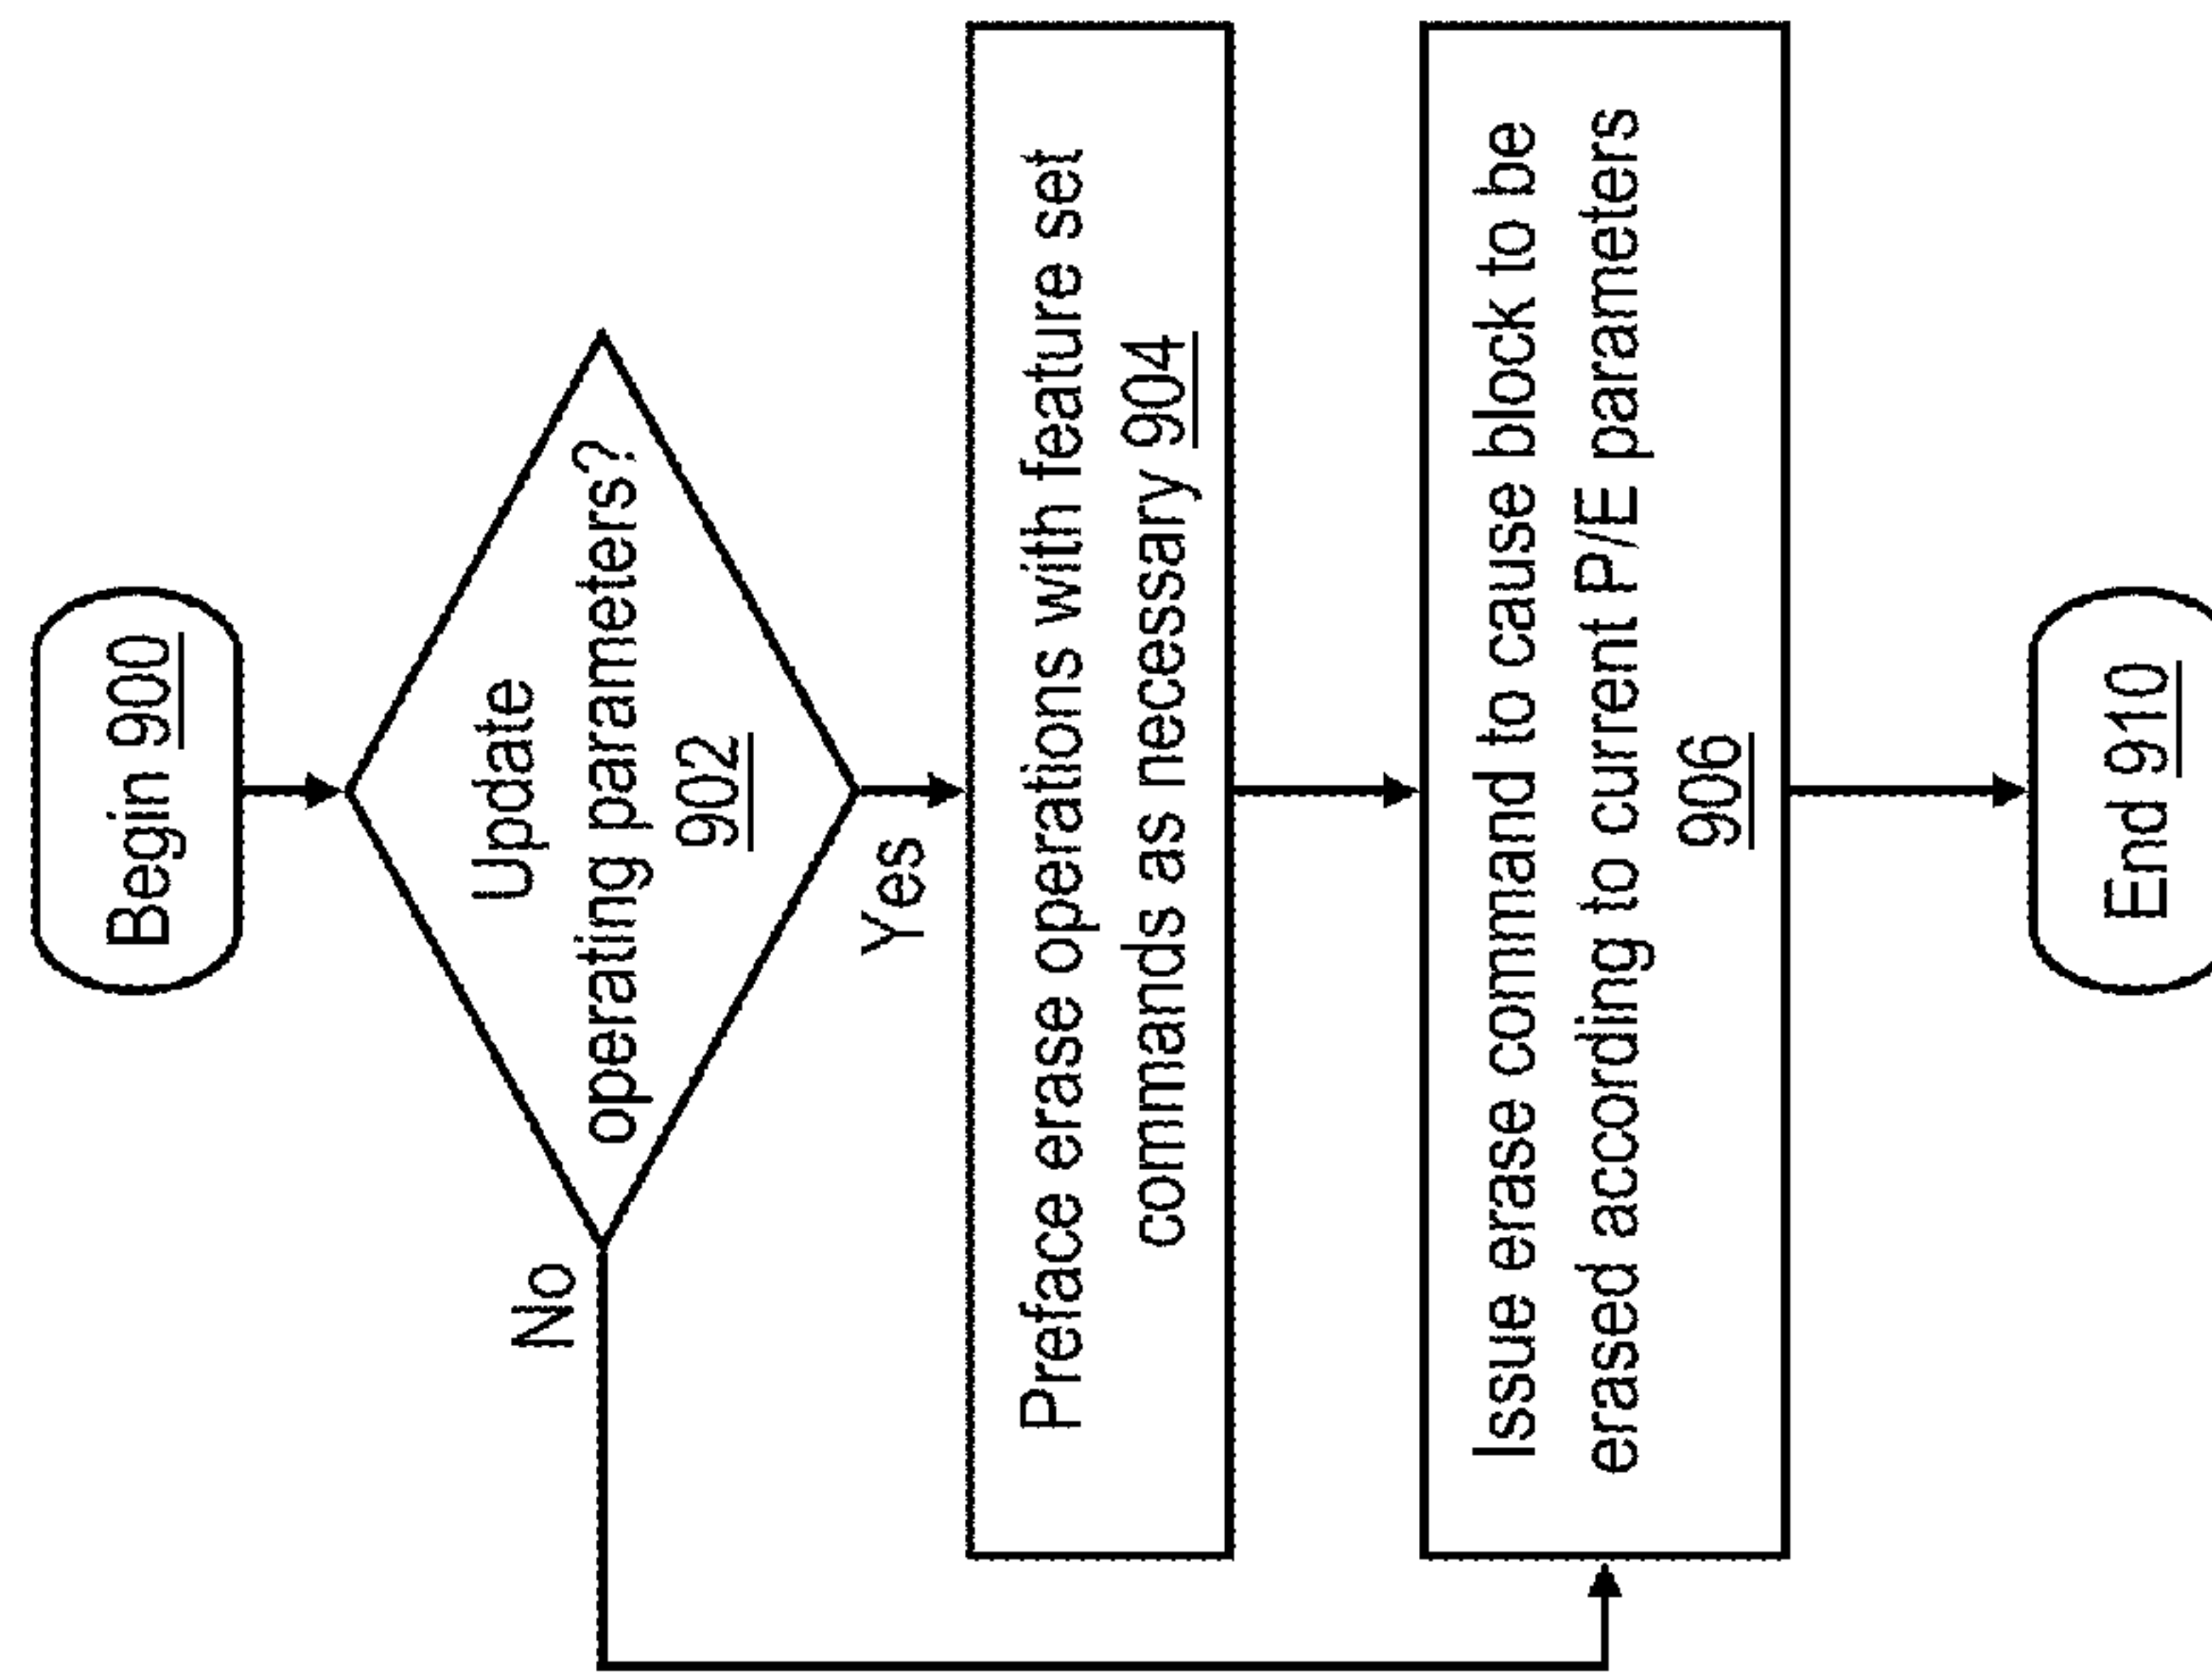 Begin 900
Update
operating parameters?
902
No
Yes
Preface erase operations with feature set
commands as necessary 904
Issue erase command to cause block to be
erased according to current P/E parameters
906
End 910